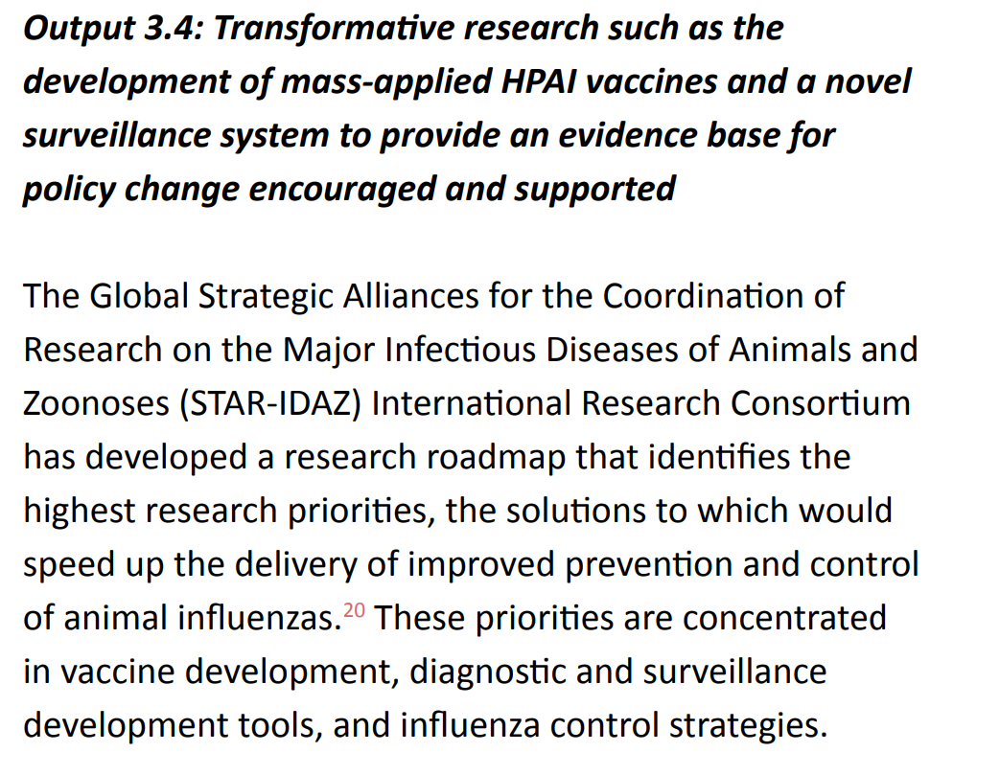 Output 3.4: Transformative research such as the
development of mass-applied HPAI vaccines and a novel
surveillance system to provide an evidence base for
policy change encouraged and supported
The Global Strategic Alliances for the Coordination of
Research on the Major Infectious Diseases of Animals and
Zoonoses (STAR-IDAZ) International Research Consortium
has developed a research roadmap that identifies the
highest research priorities, the solutions to which would
speed up the delivery of improved prevention and control
of animal influenzas.20 These priorities are concentrated
in vaccine development, diagnostic and surveillance
development tools, and influenza control strategies.